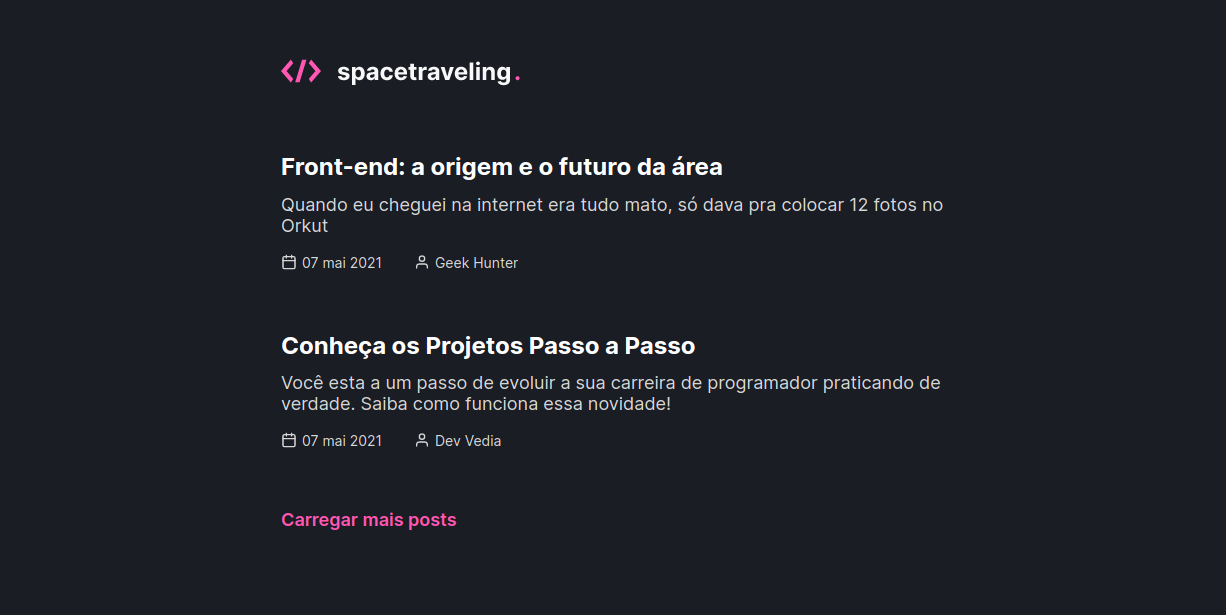 </> spacetraveling.
Front-end: a origem e o futuro da área
Quando eu cheguei na internet era tudo mato, só dava pra colocar 12 fotos no
Orkut
07 mai 2021 Geek Hunter
Conheça os Projetos Passo a Passo
Você esta a um passo de evoluir a sua carreira de programador praticando de
verdade. Saiba como funciona essa novidade!
07 mai 2021 Dev Vedia
Carregar mais posts